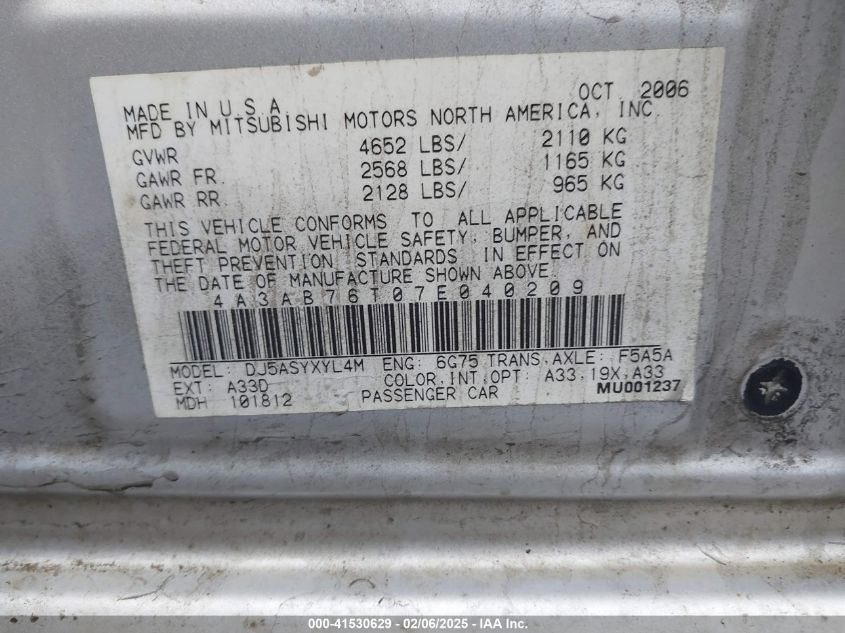 OCT. 2006
MADE IN U.S.A
MFD BY MITSUBISHI MOTORS NORTH AMERICA, INC.
GVWR 4652 LBS/ 2110 KG
GAWR FR. 2568 LBS/ 1165 KG
GAWR RR. 2128 LBS/ 965 KG
THIS VEHICLE CONFORMS TO ALL APPLICABLE
FEDERAL MOTOR VEHICLE SAFETY, BUMPER, AND
THEFT PREVENTION STANDARDS IN EFFECT ON
THE DATE OF MANUFACTURE SHOWN ABOVE.
4A3AB76T07E040209
MODEL: DJ5ASYXYL4M ENG: 6G75 TRANS,AXLE: F5A5A
EXT: A33D COLOR,INT,OPT: A33,19X,A33
MDH 101812 PASSENGER CAR MU001237
000-41530629 - 02/06/2025 - IAA Inc.